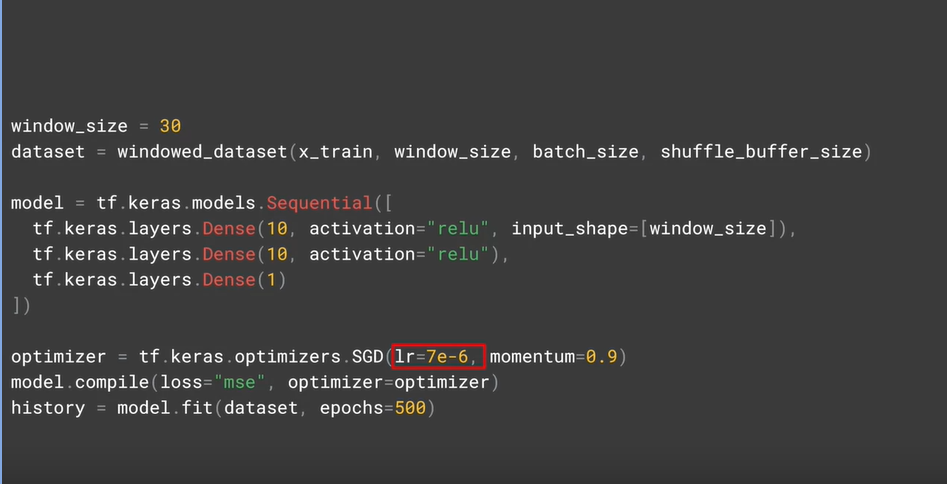 window_size = 30
dataset = windowed_dataset(x_train, window_size, batch_size, shuffle_buffer_size)
model = tf.keras.models.Sequential([
  tf.keras.layers.Dense(10, activation="relu", input_shape=[window_size]),
  tf.keras.layers.Dense(10, activation="relu"),
  tf.keras.layers.Dense(1)
])
optimizer = tf.keras.optimizers.SGD(lr=7e-6, momentum=0.9)
model.compile(loss="mse", optimizer=optimizer)
history = model.fit(dataset, epochs=500)